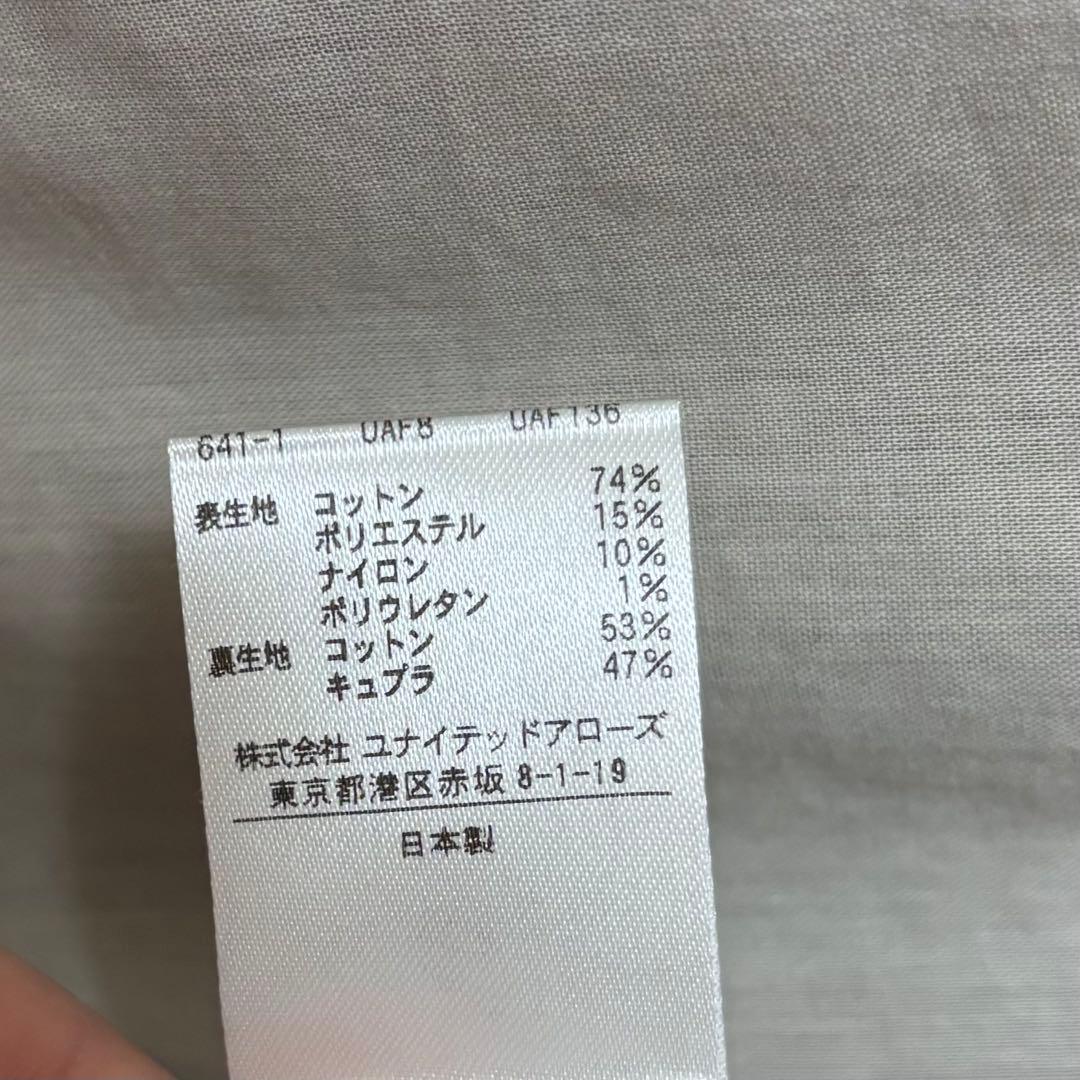 641-1 UAF8 UAF136
表生地 コットン 74%
ポリエステル 15%
ナイロン 10%
ポリウレタン 1%
裏生地 コットン 53%
キュプラ 47%
株式会社 ユナイテッドアローズ
東京都港区赤坂 8-1-19
日本製